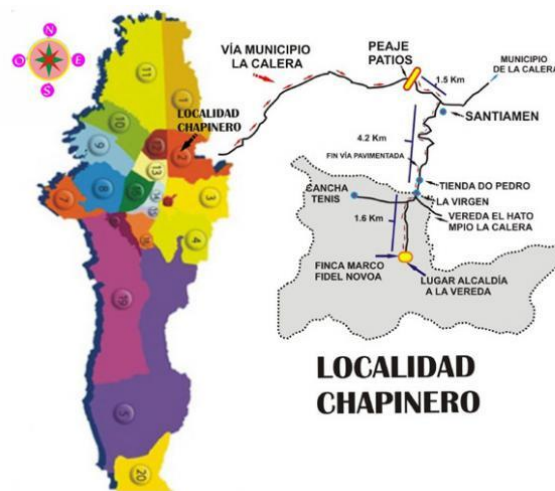 N
O
E
S
VÍA MUNICIPIO
LA CALERA
PEAJE
PATIOS
1.5 Km
MUNICIPIO
DE LA CALERA
SANTIAMEN
4.2 Km
FIN VÍA PAVIMENTADA
TIENDA DO PEDRO
LA VIRGEN
CANCHA
TENIS
1.6 Km
VEREDA EL HATO
MPIO LA CALERA
FINCA MARCO
FIDEL NOVOA
LUGAR ALCALDÍA
A LA VEREDA
LOCALIDAD
CHAPINERO
LOCALIDAD
CHAPINERO
11
1
10
9
2
13
7
8
3
4
19
5
20